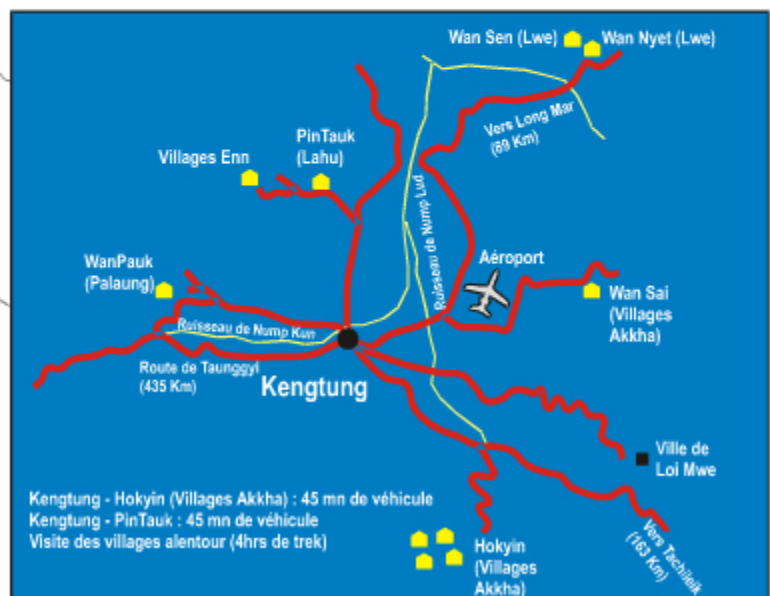 Wan Sen (Lwe)
Wan Nyet (Lwe)
Vers Long Mar
(89 Km)
PinTauk
(Lahu)
Villages Enn
Ruisseau de Nump Lud
Aéroport
WanPauk
(Palaung)
Wan Sai
(Villages
Akkha)
Ruisseau de Nump Kun
Route de Taunggyi
(435 Km)
Kengtung
Ville de
Loi Mwe
Kengtung - Hokyin (Villages Akkha) : 45 mn de véhicule
Kengtung - PinTauk : 45 mn de véhicule
Visite des villages alentour (4hrs de trek)
Hokyin
(Villages
Akkha)
Vers Tachileik
(163 Km)